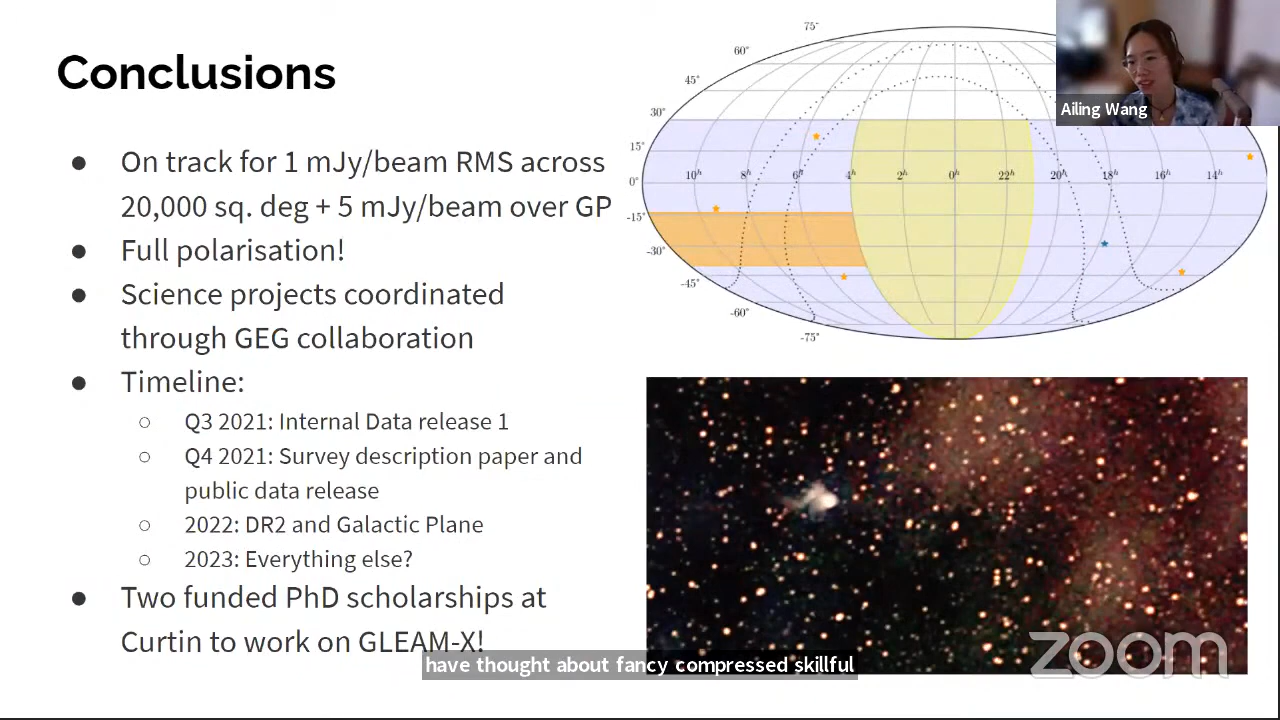 Conclusions
● On track for 1 mJy/beam RMS across
20,000 sq. deg + 5 mJy/beam over GP
● Full polarisation!
● Science projects coordinated
through GEG collaboration
● Timeline:
○ Q3 2021: Internal Data release 1
○ Q4 2021: Survey description paper and
public data release
○ 2022: DR2 and Galactic Plane
○ 2023: Everything else?
● Two funded PhD scholarships at
Curtin to work on GLEAM-X!
75°
60°
45°
30°
15°
0°
-15°
-30°
-45°
-60°
-75°
10h 8h 6h 4h 2h 0h 22h 20h 18h 16h 14h
Ailing Wang
have thought about fancy compressed skillful
zoom